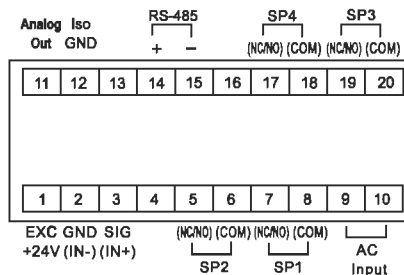 RS-485 SP4 SP3
Analog Iso
Out GND + − (NC/NO) (COM) (NC/NO) (COM)
11 12 13 14 15 16 17 18 19 20
1 2 3 4 5 6 7 8 9 10
EXC GND SIG (NC/NO) (COM) (NC/NO) (COM)
+24V (IN-) (IN+) SP2 SP1 AC
Input